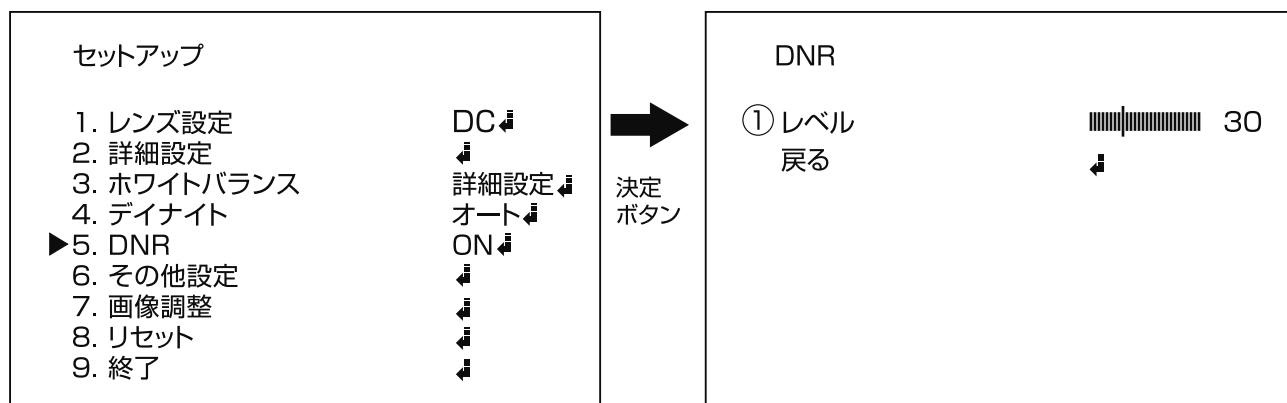 セットアップ
1. レンズ設定 DC
2. 詳細設定
3. ホワイトバランス 詳細設定
4. デイナイト オート
▶5. DNR ON
6. その他設定
7. 画像調整
8. リセット
9. 終了
決定
ボタン
DNR
① レベル 30
戻る